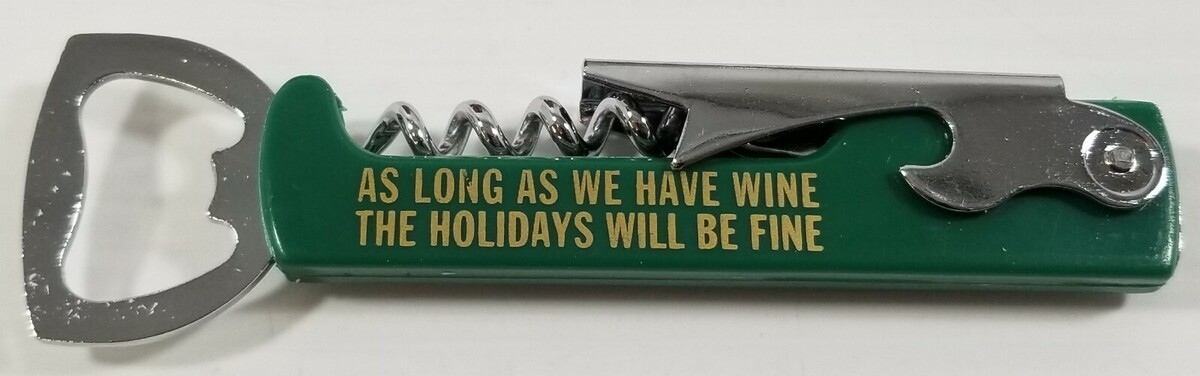 AS LONG AS WE HAVE WINE
THE HOLIDAYS WILL BE FINE